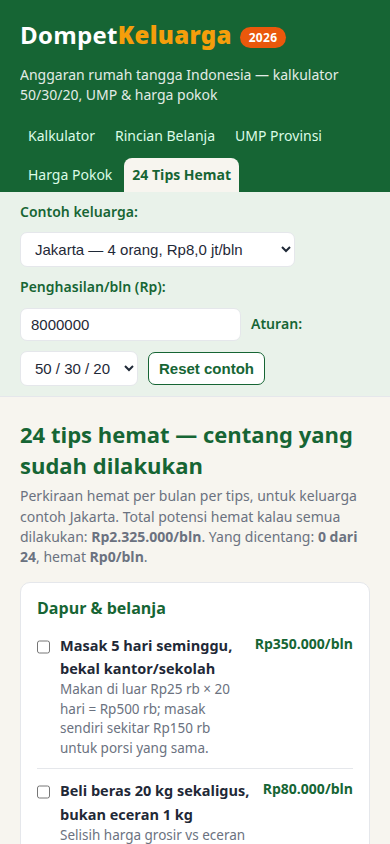 DompetKeluarga 2026
Anggaran rumah tangga Indonesia — kalkulator
50/30/20, UMP & harga pokok
Kalkulator Rincian Belanja UMP Provinsi
Harga Pokok 24 Tips Hemat
Contoh keluarga:
Jakarta — 4 orang, Rp8,0 jt/bln
Penghasilan/bln (Rp):
8000000 Aturan:
50 / 30 / 20 Reset contoh
24 tips hemat — centang yang
sudah dilakukan
Perkiraan hemat per bulan per tips, untuk keluarga
contoh Jakarta. Total potensi hemat kalau semua
dilakukan: Rp2.325.000/bln. Yang dicentang: 0 dari
24, hemat Rp0/bln.
Dapur & belanja
Masak 5 hari seminggu, Rp350.000/bln
bekal kantor/sekolah
Makan di luar Rp25 rb × 20
hari = Rp500 rb; masak
sendiri sekitar Rp150 rb
untuk porsi yang sama.
Beli beras 20 kg sekaligus, Rp80.000/bln
bukan eceran 1 kg
Selisih harga grosir vs eceran